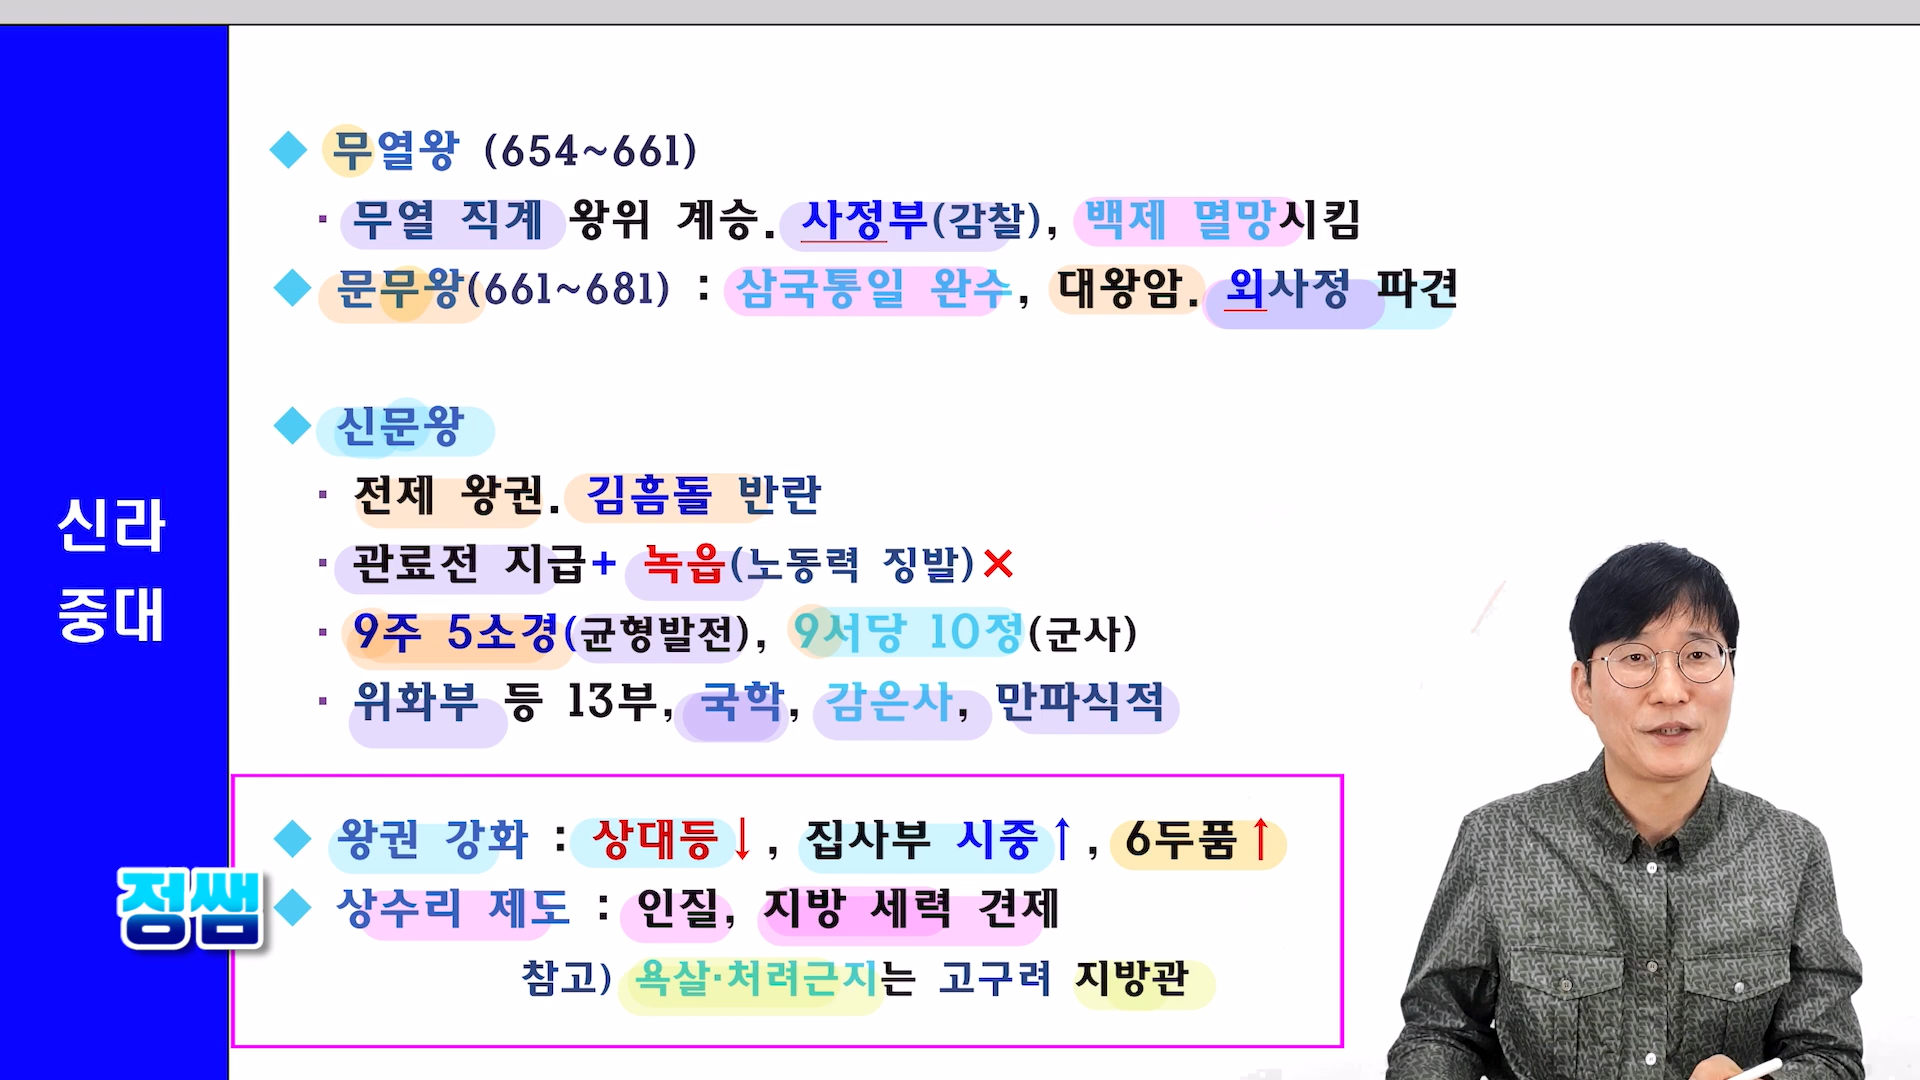 신라
중대
◆ 무열왕 (654~661)
· 무열 직계 왕위 계승. 사정부(감찰), 백제 멸망시킴
◆ 문무왕(661~681) : 삼국통일 완수, 대왕암. 외사정 파견
◆ 신문왕
· 전제 왕권. 김흠돌 반란
· 관료전 지급+ 녹읍(노동력 징발)✕
· 9주 5소경(균형발전), 9서당 10정(군사)
· 위화부 등 13부, 국학, 감은사, 만파식적
◆ 왕권 강화 : 상대등↓, 집사부 시중↑, 6두품↑
◆ 상수리 제도 : 인질, 지방 세력 견제
참고) 욕살·처려근지는 고구려 지방관
정쌤